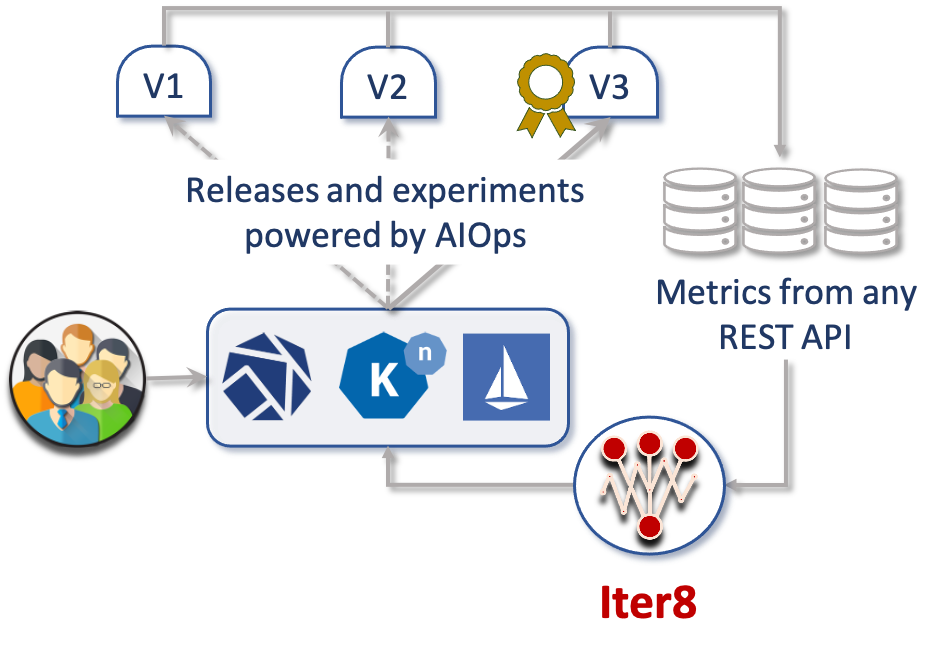 V1
V2
V3
Releases and experiments
powered by AIOps
Metrics from any
REST API
K
n
Iter8